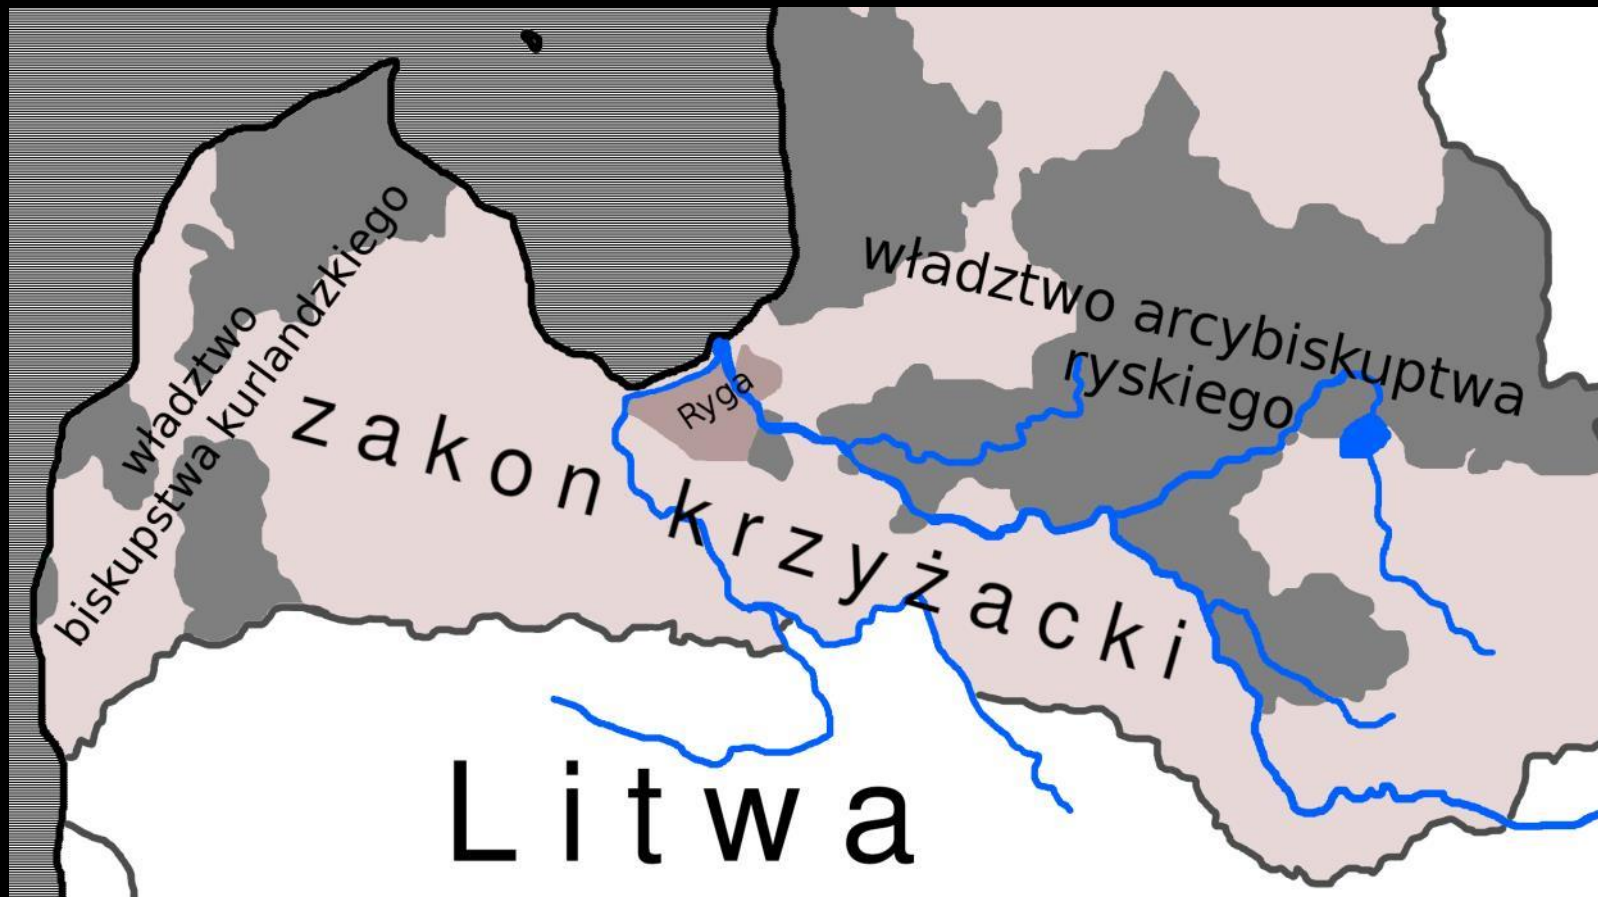 władztwo
biskupstwa kurlandzkiego
władztwo arcybiskuptwa
ryskiego
Ryga
zakon krzyżacki
Litwa